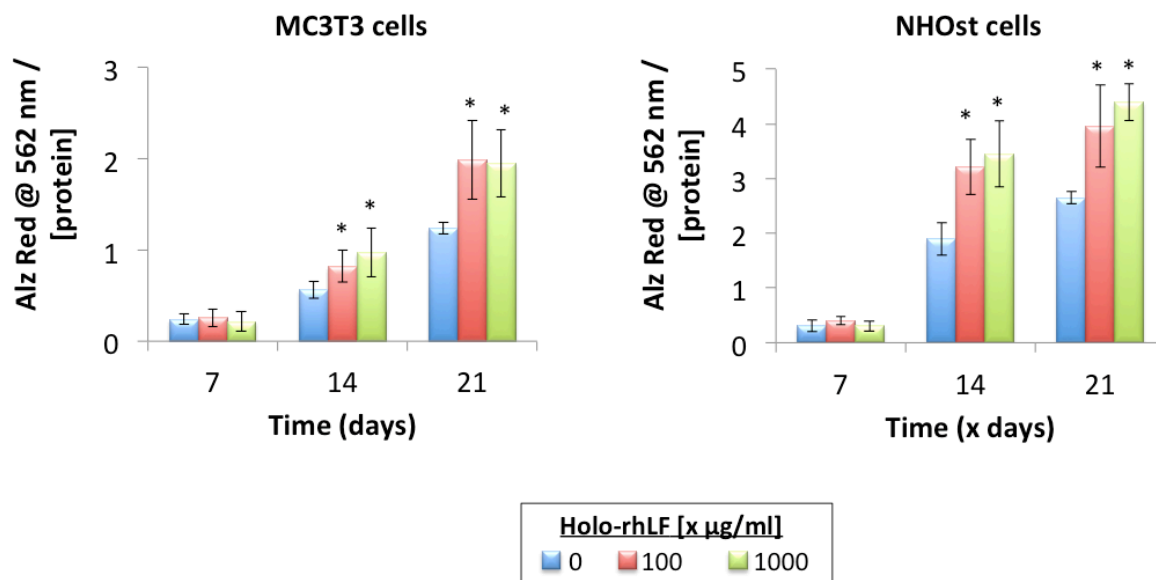 MC3T3 cells
Alz Red @ 562 nm /
[protein]
3
2
1
0
*
*
*
*
7
14
21
Time (days)
NHOst cells
Alz Red @ 562 nm /
[protein]
5
4
3
2
1
0
*
*
*
*
7
14
21
Time (x days)
Holo-rhLF [x µg/ml]
0 100 1000